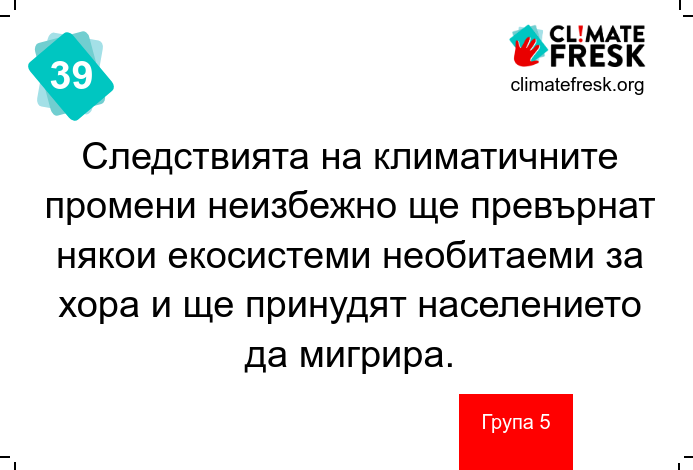 39
CL!MATE
FRESK
climatefresk.org
Следствията на климатичните
промени неизбежно ще превърнат
някои екосистеми необитаеми за
хора и ще принудят населението
да мигрира.
Група 5